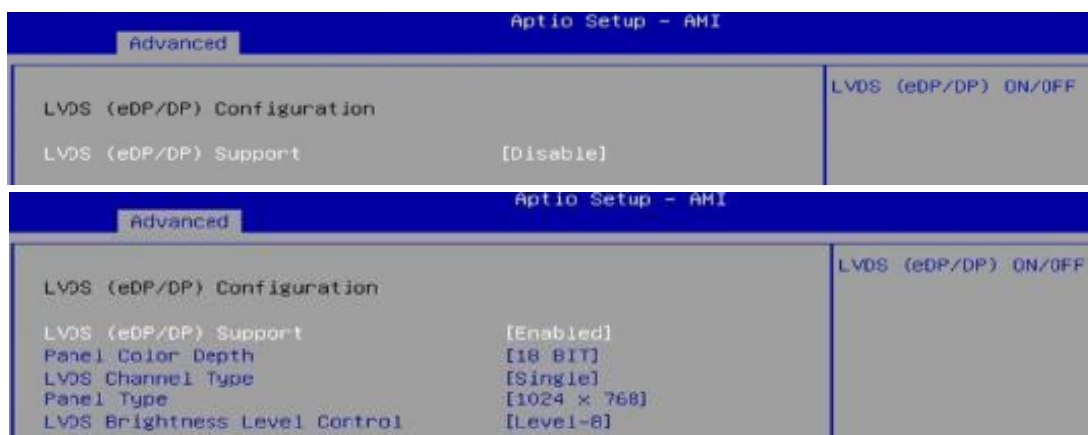 Aptio Setup - AMI
Advanced
LVDS (eDP/DP) Configuration
LVDS (eDP/DP) ON/OFF
LVDS (eDP/DP) Support [Disable]
Aptio Setup - AMI
Advanced
LVDS (eDP/DP) Configuration
LVDS (eDP/DP) ON/OFF
LVDS (eDP/DP) Support [Enabled]
Panel Color Depth [18 BIT]
LVDS Channel Type [Single]
Panel Type [1024 x 768]
LVDS Brightness Level Control [Level-8]